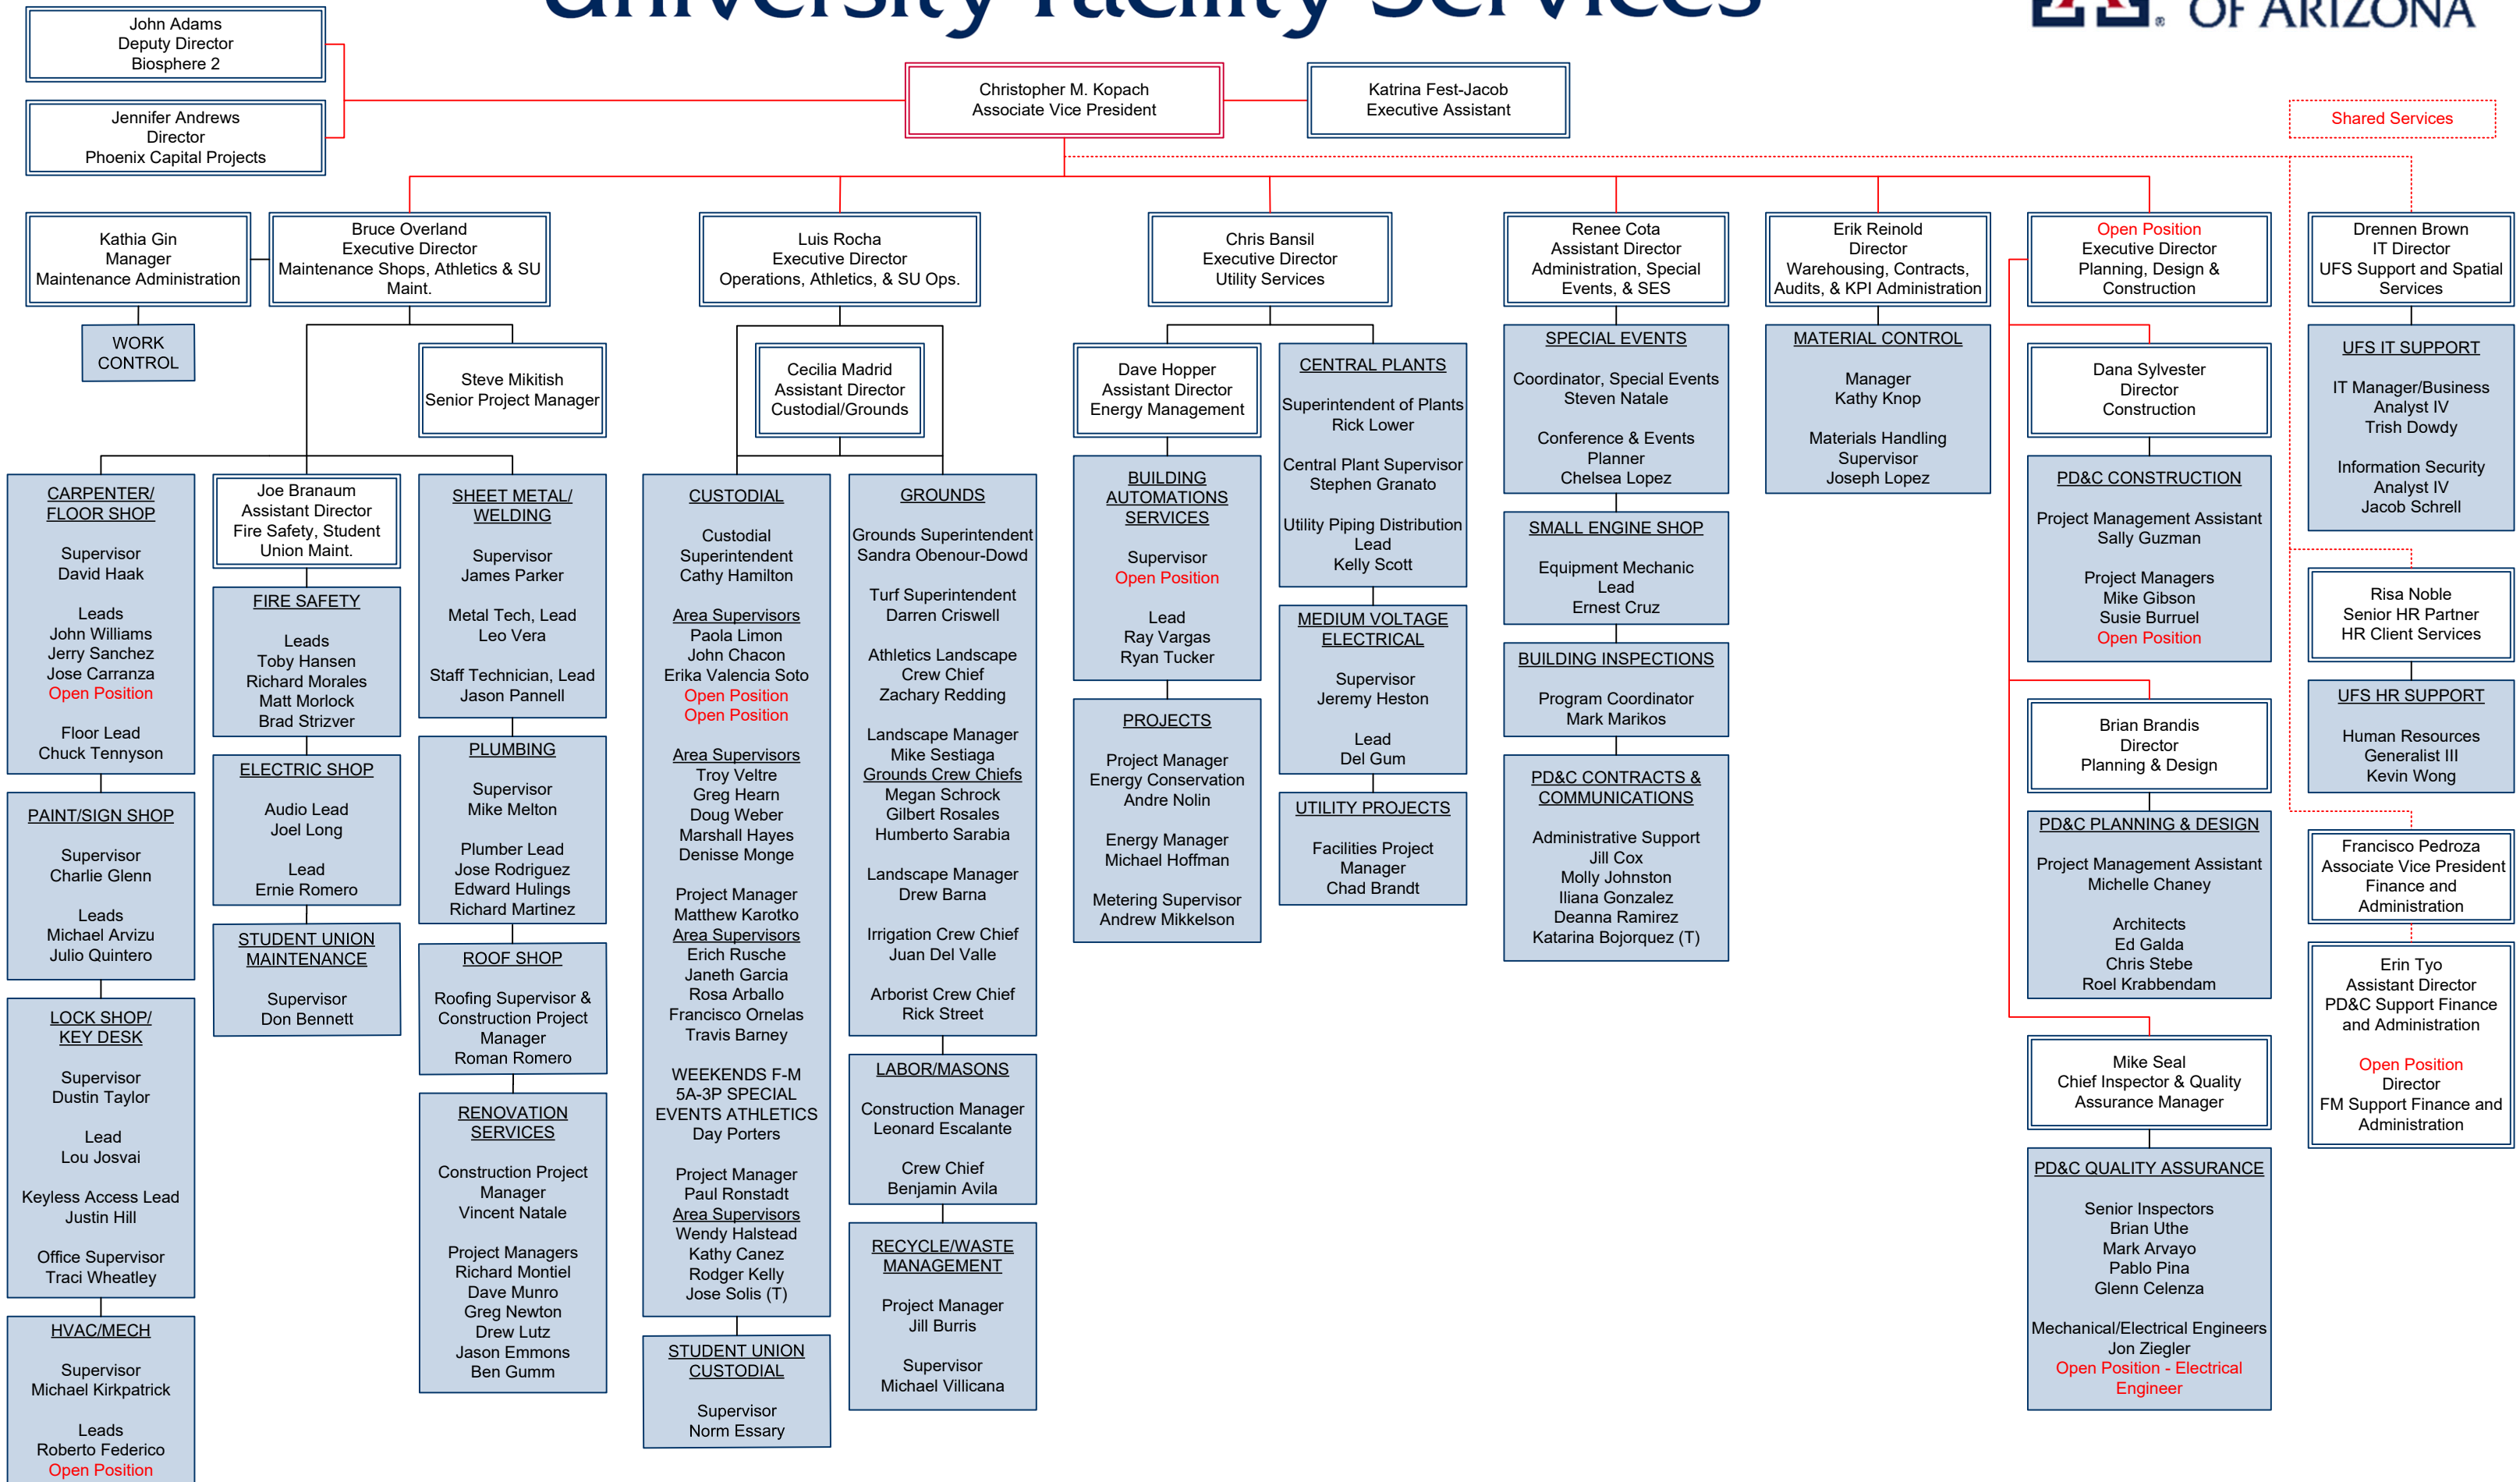 University Facility Services
OF ARIZONA
John Adams
Deputy Director
Biosphere 2
Jennifer Andrews
Director
Phoenix Capital Projects
Christopher M. Kopach
Associate Vice President
Katrina Fest-Jacob
Executive Assistant
Shared Services
Kathia Gin
Manager
Maintenance Administration
WORK
CONTROL
Bruce Overland
Executive Director
Maintenance Shops, Athletics & SU
Maint.
Steve Mikitish
Senior Project Manager
CARPENTER/
FLOOR SHOP
Supervisor
David Haak
Leads
John Williams
Jerry Sanchez
Jose Carranza
Open Position
Floor Lead
Chuck Tennyson
PAINT/SIGN SHOP
Supervisor
Charlie Glenn
Leads
Michael Arvizu
Julio Quintero
LOCK SHOP/
KEY DESK
Supervisor
Dustin Taylor
Lead
Lou Josvai
Keyless Access Lead
Justin Hill
Office Supervisor
Traci Wheatley
HVAC/MECH
Supervisor
Michael Kirkpatrick
Leads
Roberto Federico
Open Position
Joe Branaum
Assistant Director
Fire Safety, Student
Union Maint.
FIRE SAFETY
Leads
Toby Hansen
Richard Morales
Matt Morlock
Brad Strizver
ELECTRIC SHOP
Audio Lead
Joel Long
Lead
Ernie Romero
STUDENT UNION
MAINTENANCE
Supervisor
Don Bennett
SHEET METAL/
WELDING
Supervisor
James Parker
Metal Tech, Lead
Leo Vera
Staff Technician, Lead
Jason Pannell
PLUMBING
Supervisor
Mike Melton
Plumber Lead
Jose Rodriguez
Edward Hulings
Richard Martinez
ROOF SHOP
Roofing Supervisor &
Construction Project
Manager
Roman Romero
RENOVATION
SERVICES
Construction Project
Manager
Vincent Natale
Project Managers
Richard Montiel
Dave Munro
Greg Newton
Drew Lutz
Jason Emmons
Ben Gumm
Luis Rocha
Executive Director
Operations, Athletics, & SU Ops.
Cecilia Madrid
Assistant Director
Custodial/Grounds
CUSTODIAL
Custodial
Superintendent
Cathy Hamilton
Area Supervisors
Paola Limon
John Chacon
Erika Valencia Soto
Open Position
Open Position
Area Supervisors
Troy Veltre
Greg Hearn
Doug Weber
Marshall Hayes
Denisse Monge
Project Manager
Matthew Karotko
Area Supervisors
Erich Rusche
Janeth Garcia
Rosa Arballo
Francisco Ornelas
Travis Barney
WEEKENDS F-M
5A-3P SPECIAL
EVENTS ATHLETICS
Day Porters
Project Manager
Paul Ronstadt
Area Supervisors
Wendy Halstead
Kathy Canez
Rodger Kelly
Jose Solis (T)
STUDENT UNION
CUSTODIAL
Supervisor
Norm Essary
GROUNDS
Grounds Superintendent
Sandra Obenour-Dowd
Turf Superintendent
Darren Criswell
Athletics Landscape
Crew Chief
Zachary Redding
Landscape Manager
Mike Sestiaga
Grounds Crew Chiefs
Megan Schrock
Gilbert Rosales
Humberto Sarabia
Landscape Manager
Drew Barna
Irrigation Crew Chief
Juan Del Valle
Arborist Crew Chief
Rick Street
LABOR/MASONS
Construction Manager
Leonard Escalante
Crew Chief
Benjamin Avila
RECYCLE/WASTE
MANAGEMENT
Project Manager
Jill Burris
Supervisor
Michael Villicana
Chris Bansil
Executive Director
Utility Services
Dave Hopper
Assistant Director
Energy Management
BUILDING
AUTOMATIONS
SERVICES
Supervisor
Open Position
Lead
Ray Vargas
Ryan Tucker
PROJECTS
Project Manager
Energy Conservation
Andre Nolin
Energy Manager
Michael Hoffman
Metering Supervisor
Andrew Mikkelson
CENTRAL PLANTS
Superintendent of Plants
Rick Lower
Central Plant Supervisor
Stephen Granato
Utility Piping Distribution
Lead
Kelly Scott
MEDIUM VOLTAGE
ELECTRICAL
Supervisor
Jeremy Heston
Lead
Del Gum
UTILITY PROJECTS
Facilities Project
Manager
Chad Brandt
Renee Cota
Assistant Director
Administration, Special
Events, & SES
SPECIAL EVENTS
Coordinator, Special Events
Steven Natale
Conference & Events
Planner
Chelsea Lopez
SMALL ENGINE SHOP
Equipment Mechanic
Lead
Ernest Cruz
BUILDING INSPECTIONS
Program Coordinator
Mark Marikos
PD&C CONTRACTS &
COMMUNICATIONS
Administrative Support
Jill Cox
Molly Johnston
Iliana Gonzalez
Deanna Ramirez
Katarina Bojorquez (T)
Erik Reinold
Director
Warehousing, Contracts,
Audits, & KPI Administration
MATERIAL CONTROL
Manager
Kathy Knop
Materials Handling
Supervisor
Joseph Lopez
Open Position
Executive Director
Planning, Design &
Construction
Dana Sylvester
Director
Construction
PD&C CONSTRUCTION
Project Management Assistant
Sally Guzman
Project Managers
Mike Gibson
Susie Burruel
Open Position
Brian Brandis
Director
Planning & Design
PD&C PLANNING & DESIGN
Project Management Assistant
Michelle Chaney
Architects
Ed Galda
Chris Stebe
Roel Krabbendam
Mike Seal
Chief Inspector & Quality
Assurance Manager
PD&C QUALITY ASSURANCE
Senior Inspectors
Brian Uthe
Mark Arvayo
Pablo Pina
Glenn Celenza
Mechanical/Electrical Engineers
Jon Ziegler
Open Position - Electrical
Engineer
Drennen Brown
IT Director
UFS Support and Spatial
Services
UFS IT SUPPORT
IT Manager/Business
Analyst IV
Trish Dowdy
Information Security
Analyst IV
Jacob Schrell
Risa Noble
Senior HR Partner
HR Client Services
UFS HR SUPPORT
Human Resources
Generalist III
Kevin Wong
Francisco Pedroza
Associate Vice President
Finance and
Administration
Erin Tyo
Assistant Director
PD&C Support Finance
and Administration
Open Position
Director
FM Support Finance and
Administration